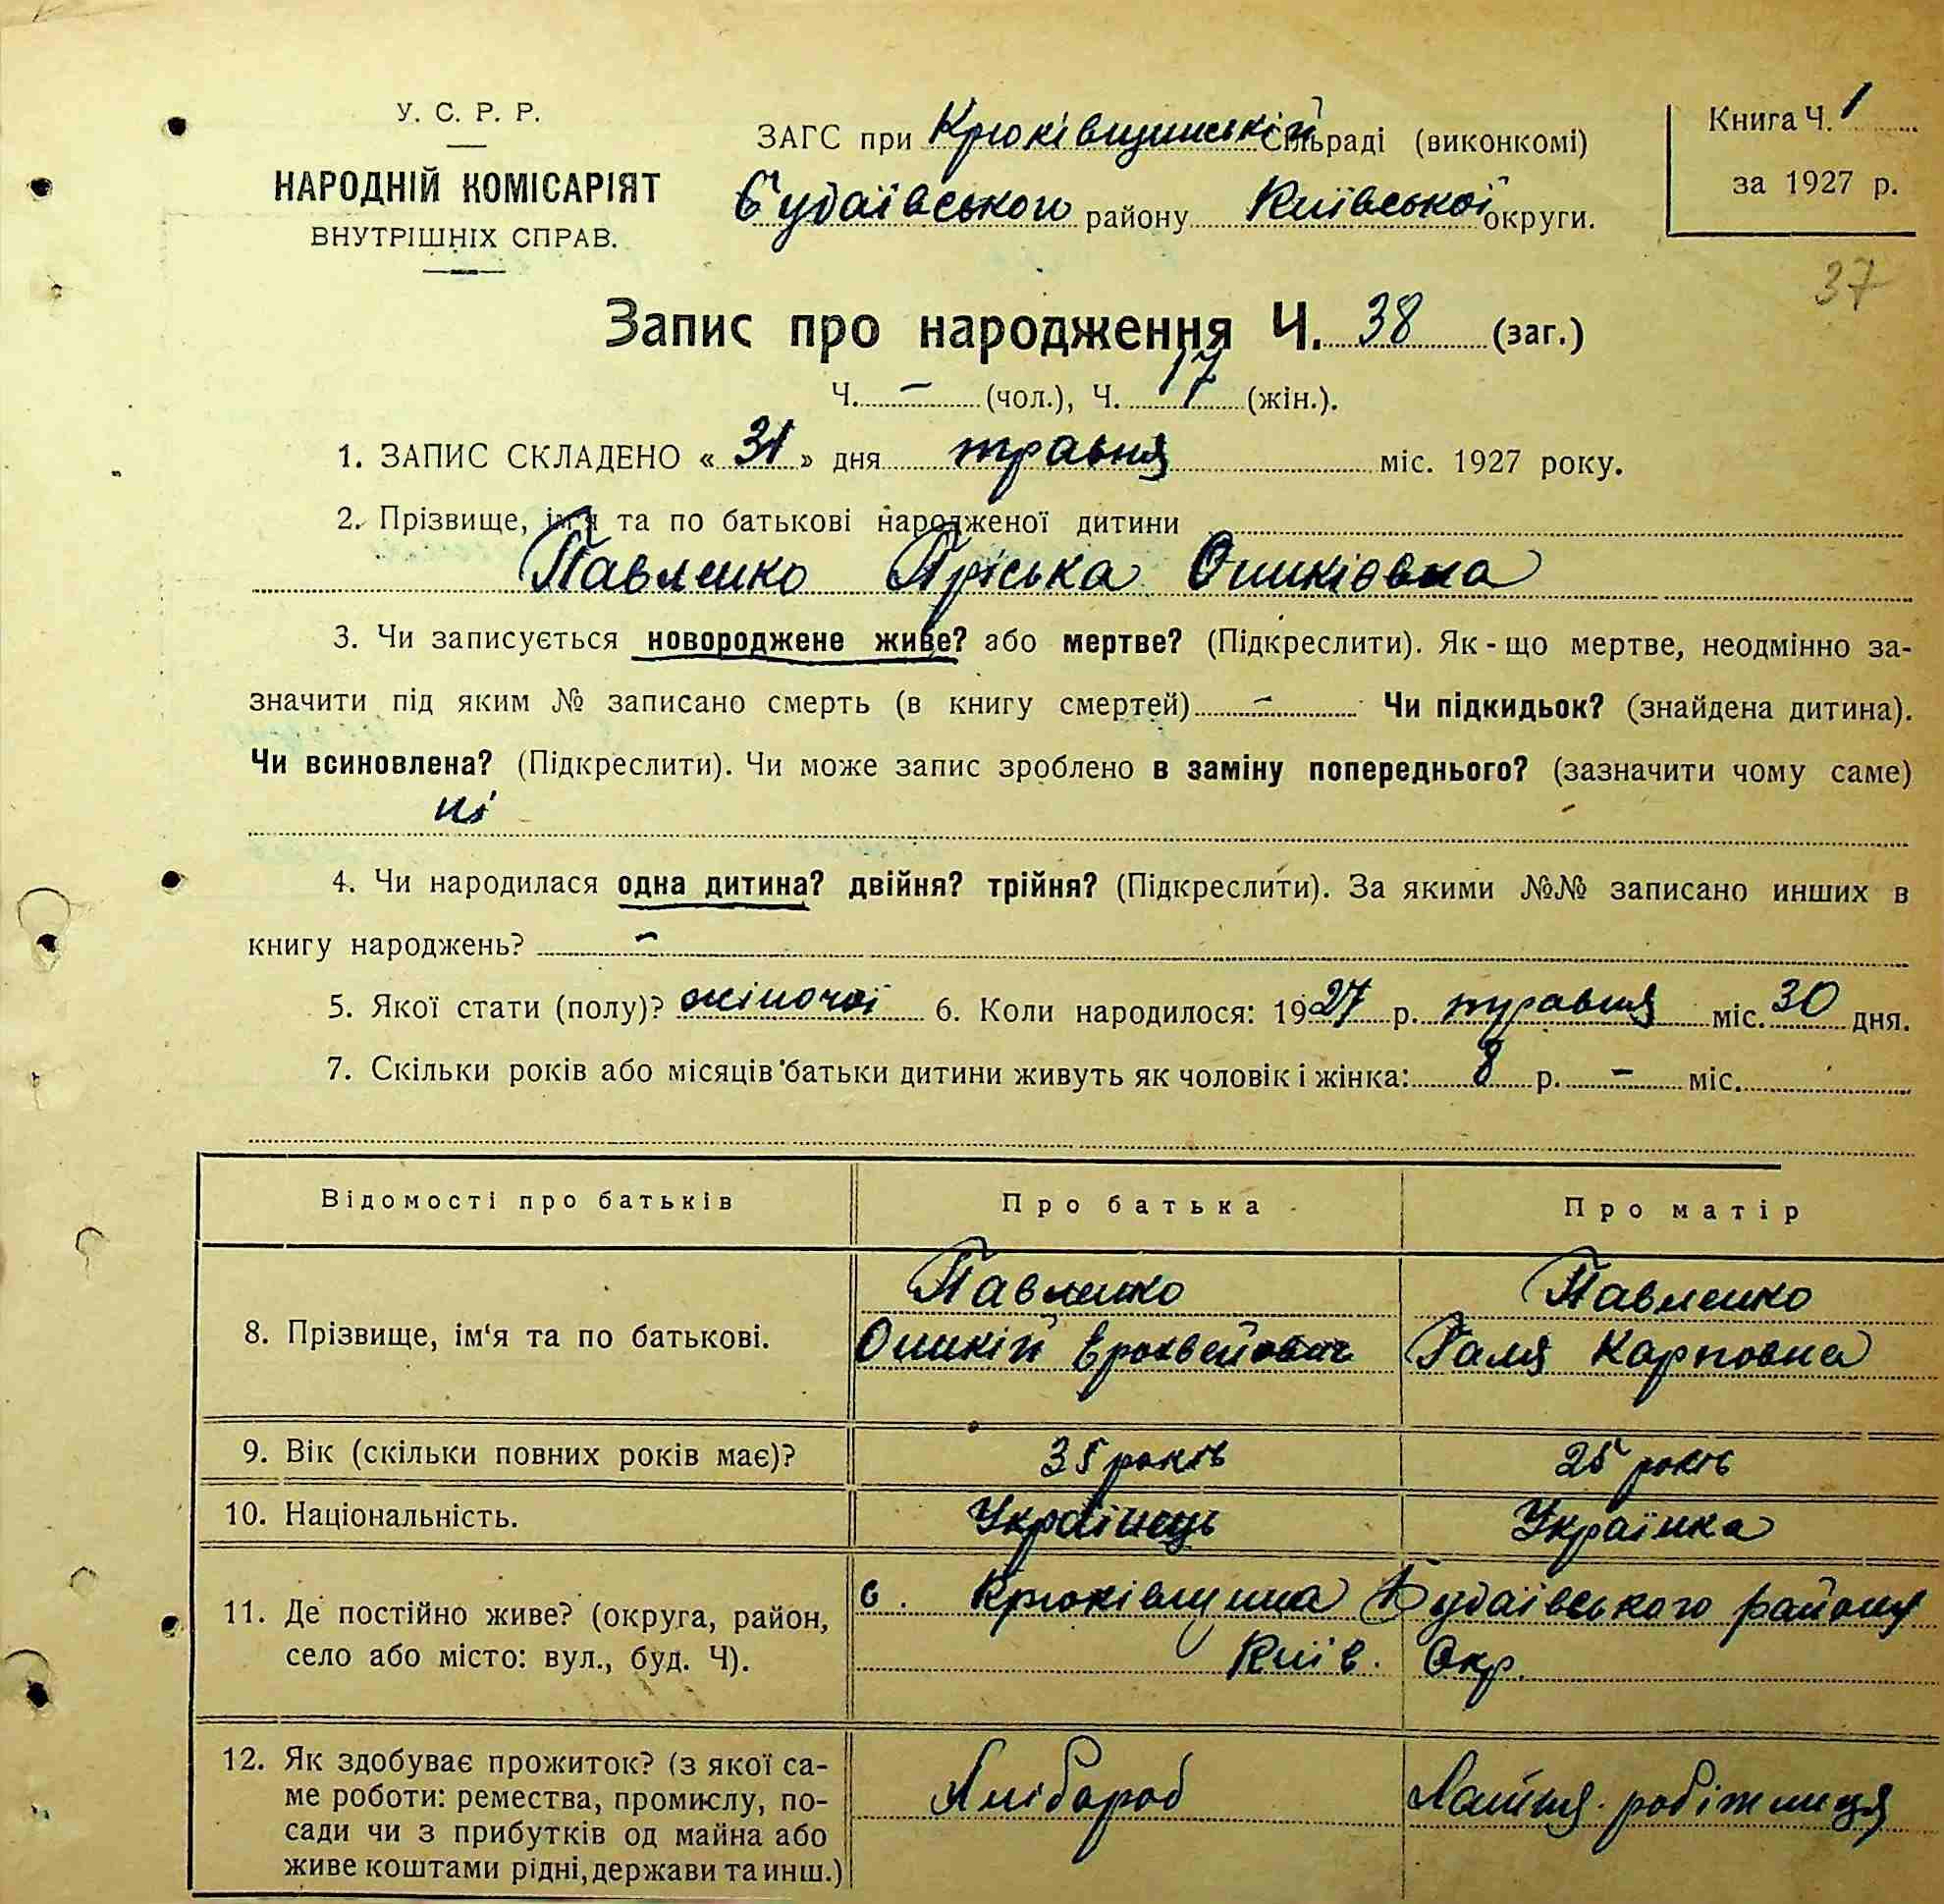 У. С. Р. Р.
НАРОДНІЙ КОМІСАРІЯТ
ВНУТРІШНІХ СПРАВ.
ЗАГС при Крюківщинській Сільраді (виконкомі)
Будаївського району Київської округи.
Книга Ч. 1
за 1927 р.
37
Запис про народження Ч. 38 (заг.)
Ч. - (чол.), Ч. 17 (жін.).
1. ЗАПИС СКЛАДЕНО « 31 » дня травня міс. 1927 року.
2. Прізвище, ім'я та по батькові народженої дитини
Павленко Пріська Оникіовна
3. Чи записується новороджене живе? або мертве? (Підкреслити). Як-що мертве, неодмінно за-
значити під яким № записано смерть (в книгу смертей) - Чи підкидьок? (знайдена дитина).
Чи всиновлена? (Підкреслити). Чи може запис зроблено в заміну попереднього? (зазначити чому саме)
ні
4. Чи народилася одна дитина? двійня? трійня? (Підкреслити). За якими №№ записано инших в
книгу народжень? -
5. Якої стати (полу)? жіночої 6. Коли народилося: 1927 р. травня міс. 30 дня.
7. Скільки років або місяців батьки дитини живуть як чоловік і жінка: 8 р. - міс.
Відомості про батьків Про батька Про матір
8. Прізвище, ім'я та по батькові. Павленко Оникій Павленко Галя Карповна
9. Вік (скільки повних років має)? 35 років 25 років
10. Національність. Українець Українка
11. Де постійно живе? (округа, район, с. Крюківщина Будаївського району
село або місто: вул., буд. Ч). Київ. Окр.
12. Як здобуває прожиток? (з якої са-
ме роботи: ремества, промислу, по- Хлібороб робітниця
сади чи з прибутків од майна або
живе коштами рідні, держави та инш.)